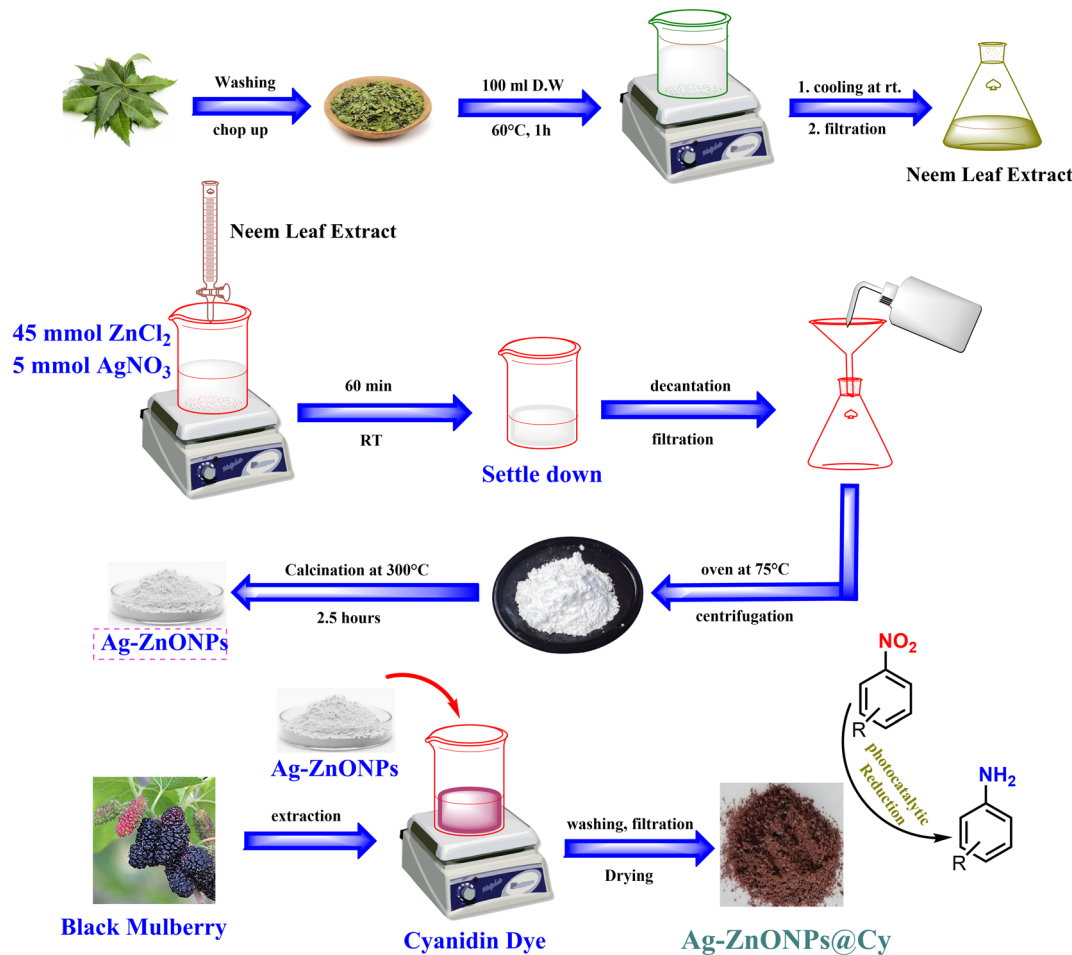 Washing
chop up
100 ml D.W
60°C, 1h
1. cooling at rt.
2. filtration
Neem Leaf Extract
Neem Leaf Extract
45 mmol ZnCl₂
5 mmol AgNO₃
60 min
RT
Settle down
decantation
filtration
oven at 75°C
centrifugation
Calcination at 300°C
2.5 hours
Ag-ZnONPs
NO₂
R
photocatalytic
Reduction
NH₂
R
Ag-ZnONPs
Black Mulberry
extraction
Cyanidin Dye
washing, filtration
Drying
Ag-ZnONPs@Cy